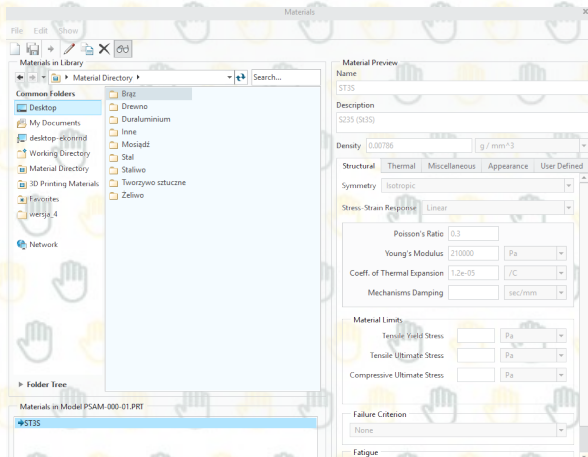 Materials
File Edit Show
Materials in Library
Material Directory
Search...
Common Folders
Desktop
My Documents
desktop-ekonmd
Working Directory
Material Directory
3D Printing Materials
Favorites
wersja_4
Network
Brąz
Drewno
Duraluminium
Inne
Mosiądz
Stal
Staliwo
Tworzywo sztuczne
Żeliwo
Folder Tree
Materials in Model PSAM-000-01.PRT
ST3S
Material Preview
Name
ST3S
Description
S235 (St3S)
Density 0.00786 g / mm^3
Structural Thermal Miscellaneous Appearance User Defined
Symmetry Isotropic
Stress-Strain Response Linear
Poisson's Ratio 0.3
Young's Modulus 210000 Pa
Coeff. of Thermal Expansion 1.2e-05 /C
Mechanisms Damping sec/mm
Material Limits
Tensile Yield Stress Pa
Tensile Ultimate Stress Pa
Compressive Ultimate Stress Pa
Failure Criterion
None
Fatigue